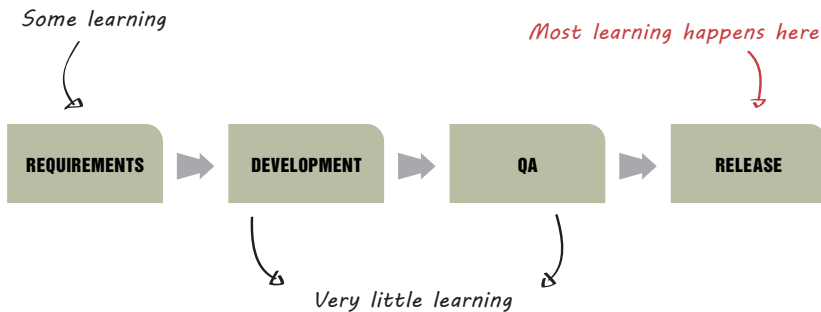 Some learning
Most learning happens here
REQUIREMENTS
DEVELOPMENT
QA
RELEASE
Very little learning